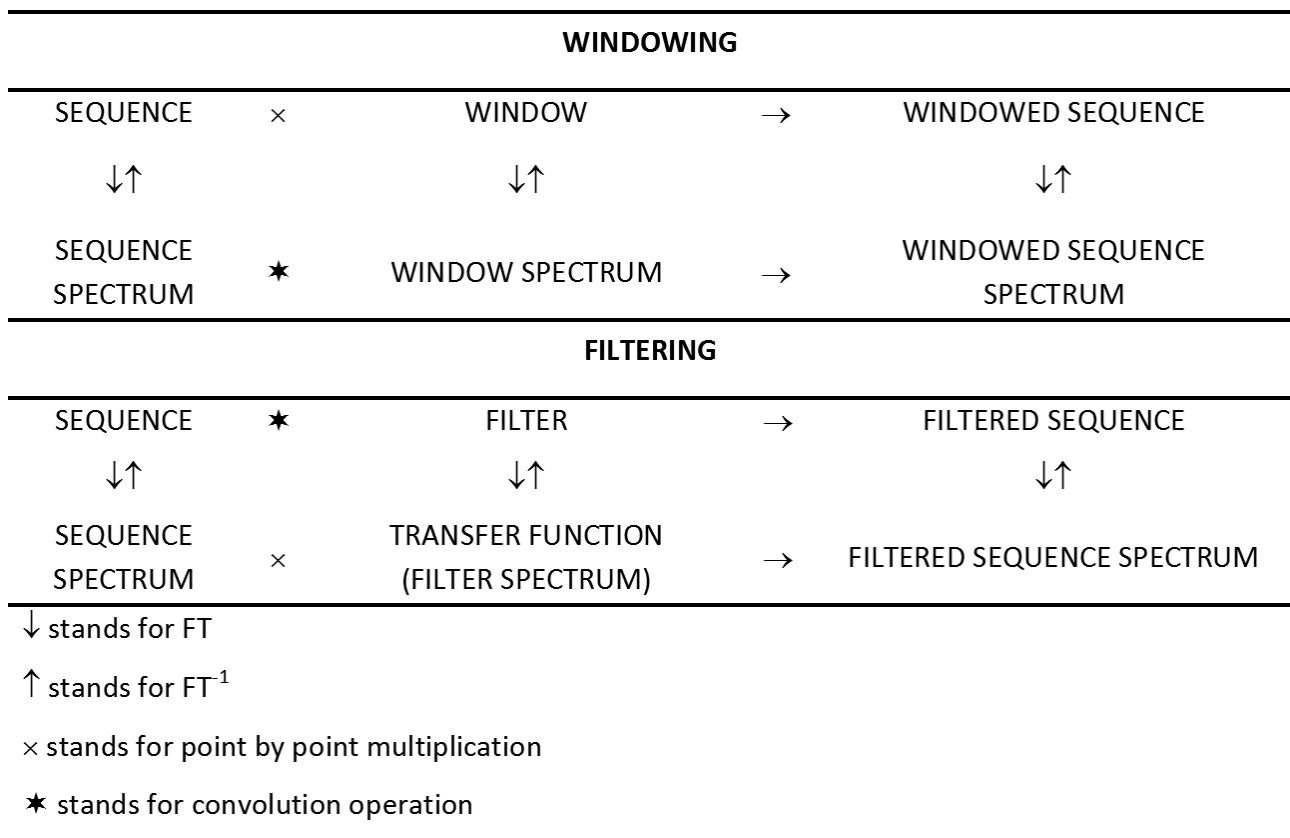 WINDOWING
SEQUENCE × WINDOW → WINDOWED SEQUENCE
↓↑ ↓↑ ↓↑
SEQUENCE SPECTRUM ✶ WINDOW SPECTRUM → WINDOWED SEQUENCE SPECTRUM
FILTERING
SEQUENCE ✶ FILTER → FILTERED SEQUENCE
↓↑ ↓↑ ↓↑
SEQUENCE SPECTRUM × TRANSFER FUNCTION (FILTER SPECTRUM) → FILTERED SEQUENCE SPECTRUM
↓ stands for FT
↑ stands for FT⁻¹
× stands for point by point multiplication
✶ stands for convolution operation